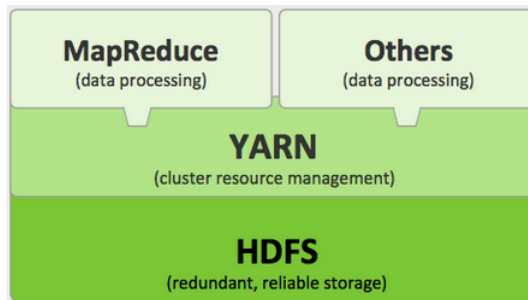 MapReduce
(data processing)
Others
(data processing)
YARN
(cluster resource management)
HDFS
(redundant, reliable storage)